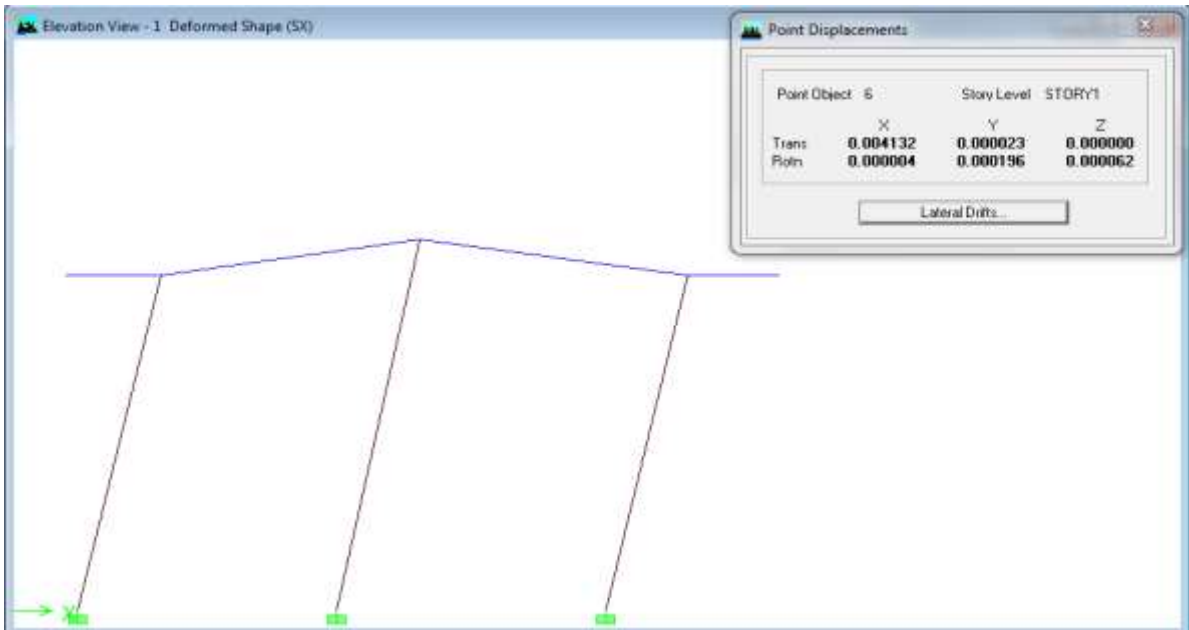 Elevation View - 1 Deformed Shape (SX)
Point Displacements
Point Object 6 Story Level STORY1
X Y Z
Trans 0.004132 0.000023 0.000000
Rotn 0.000004 0.000196 0.000062
Lateral Drifts...
X